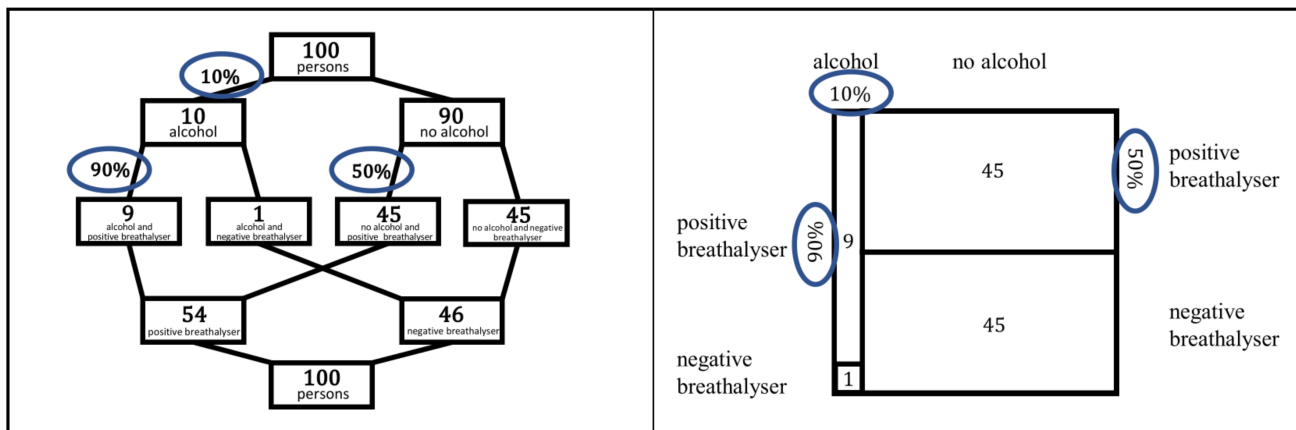 100
persons
10%
10
alcohol
90
no alcohol
90%
50%
9
alcohol and
positive breathalyser
1
alcohol and
negative breathalyser
45
no alcohol and
positive breathalyser
45
no alcohol and negative
breathalyser
54
positive breathalyser
46
negative breathalyser
100
persons
alcohol
no alcohol
10%
45
50%
positive
breathalyser
positive
breathalyser
90%
9
45
negative
breathalyser
negative
breathalyser
1